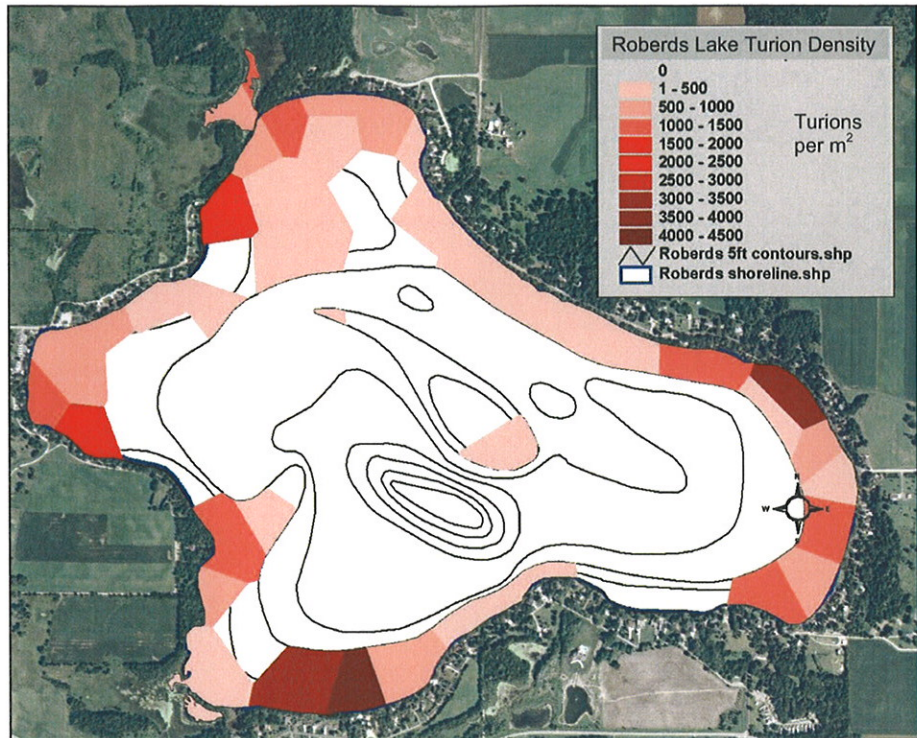 Roberds Lake Turion Density
0
1 - 500
500 - 1000
1000 - 1500
1500 - 2000
2000 - 2500
2500 - 3000
3000 - 3500
3500 - 4000
4000 - 4500
Turions
per m²
Roberds 5ft contours.shp
Roberds shoreline.shp
N
W E